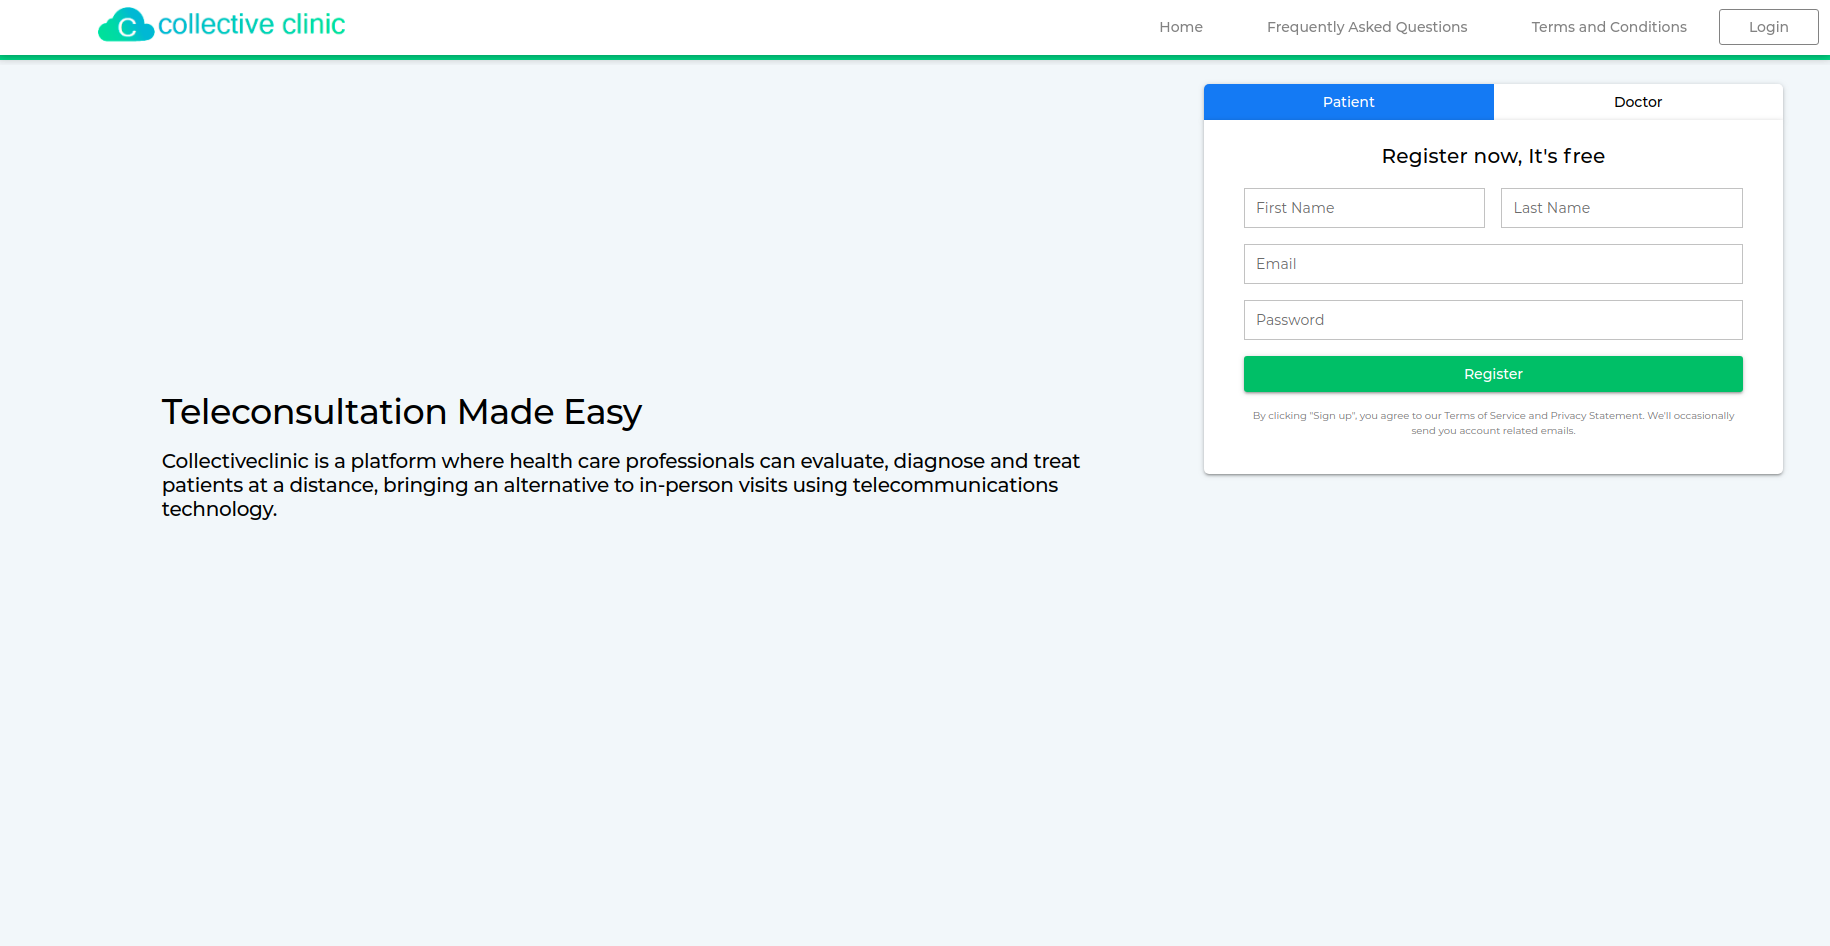 C collective clinic
Home
Frequently Asked Questions
Terms and Conditions
Login
Patient
Doctor
Register now, It's free
First Name
Last Name
Email
Password
Register
By clicking "Sign up", you agree to our Terms of Service and Privacy Statement. We'll occasionally
send you account related emails.
Teleconsultation Made Easy
Collectiveclinic is a platform where health care professionals can evaluate, diagnose and treat
patients at a distance, bringing an alternative to in-person visits using telecommunications
technology.